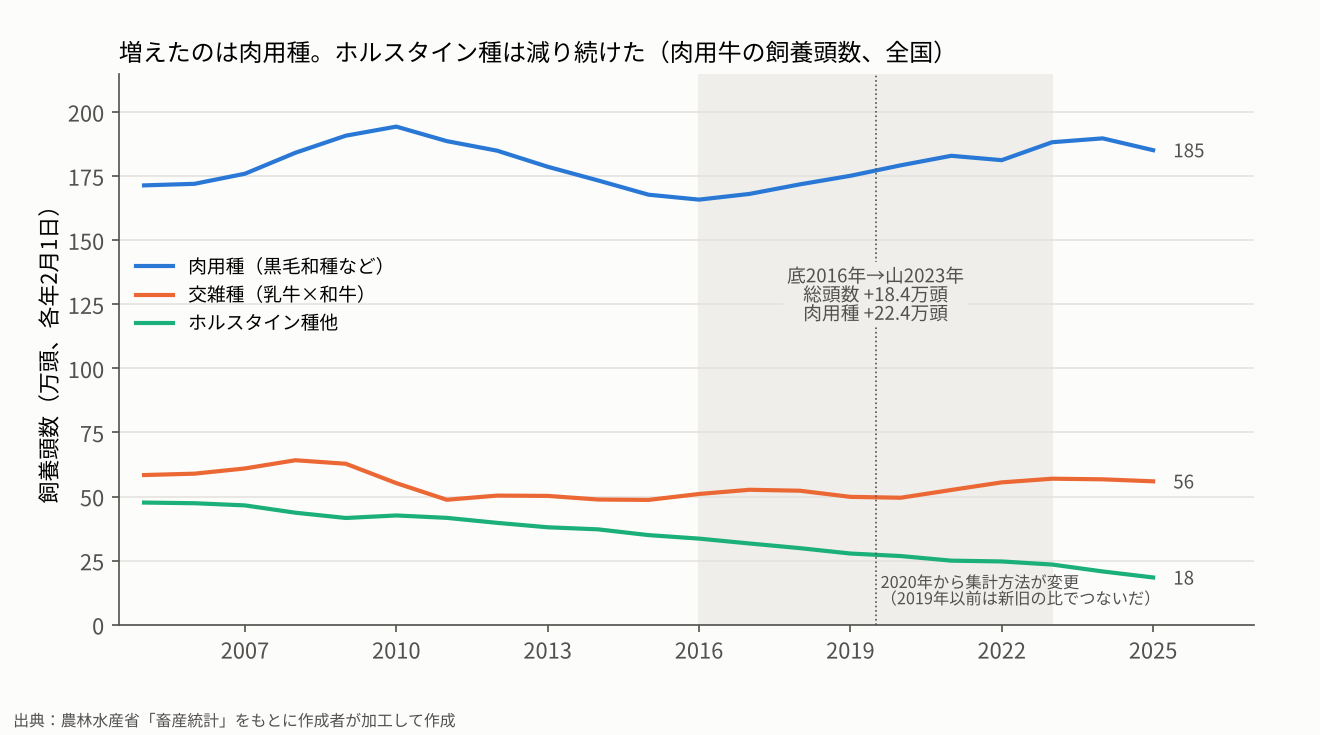 増えたのは肉用種。ホルスタイン種は減り続けた（肉用牛の飼養頭数、全国）
飼養頭数（万頭、各年2月1日）
200
175
150
125
100
75
50
25
0
肉用種（黒毛和種など）
交雑種（乳牛×和牛）
ホルスタイン種他
底2016年→山2023年
総頭数 +18.4万頭
肉用種 +22.4万頭
185
56
18
2020年から集計方法が変更
（2019年以前は新旧の比でつないだ）
2007
2010
2013
2016
2019
2022
2025
出典：農林水産省「畜産統計」をもとに作成者が加工して作成